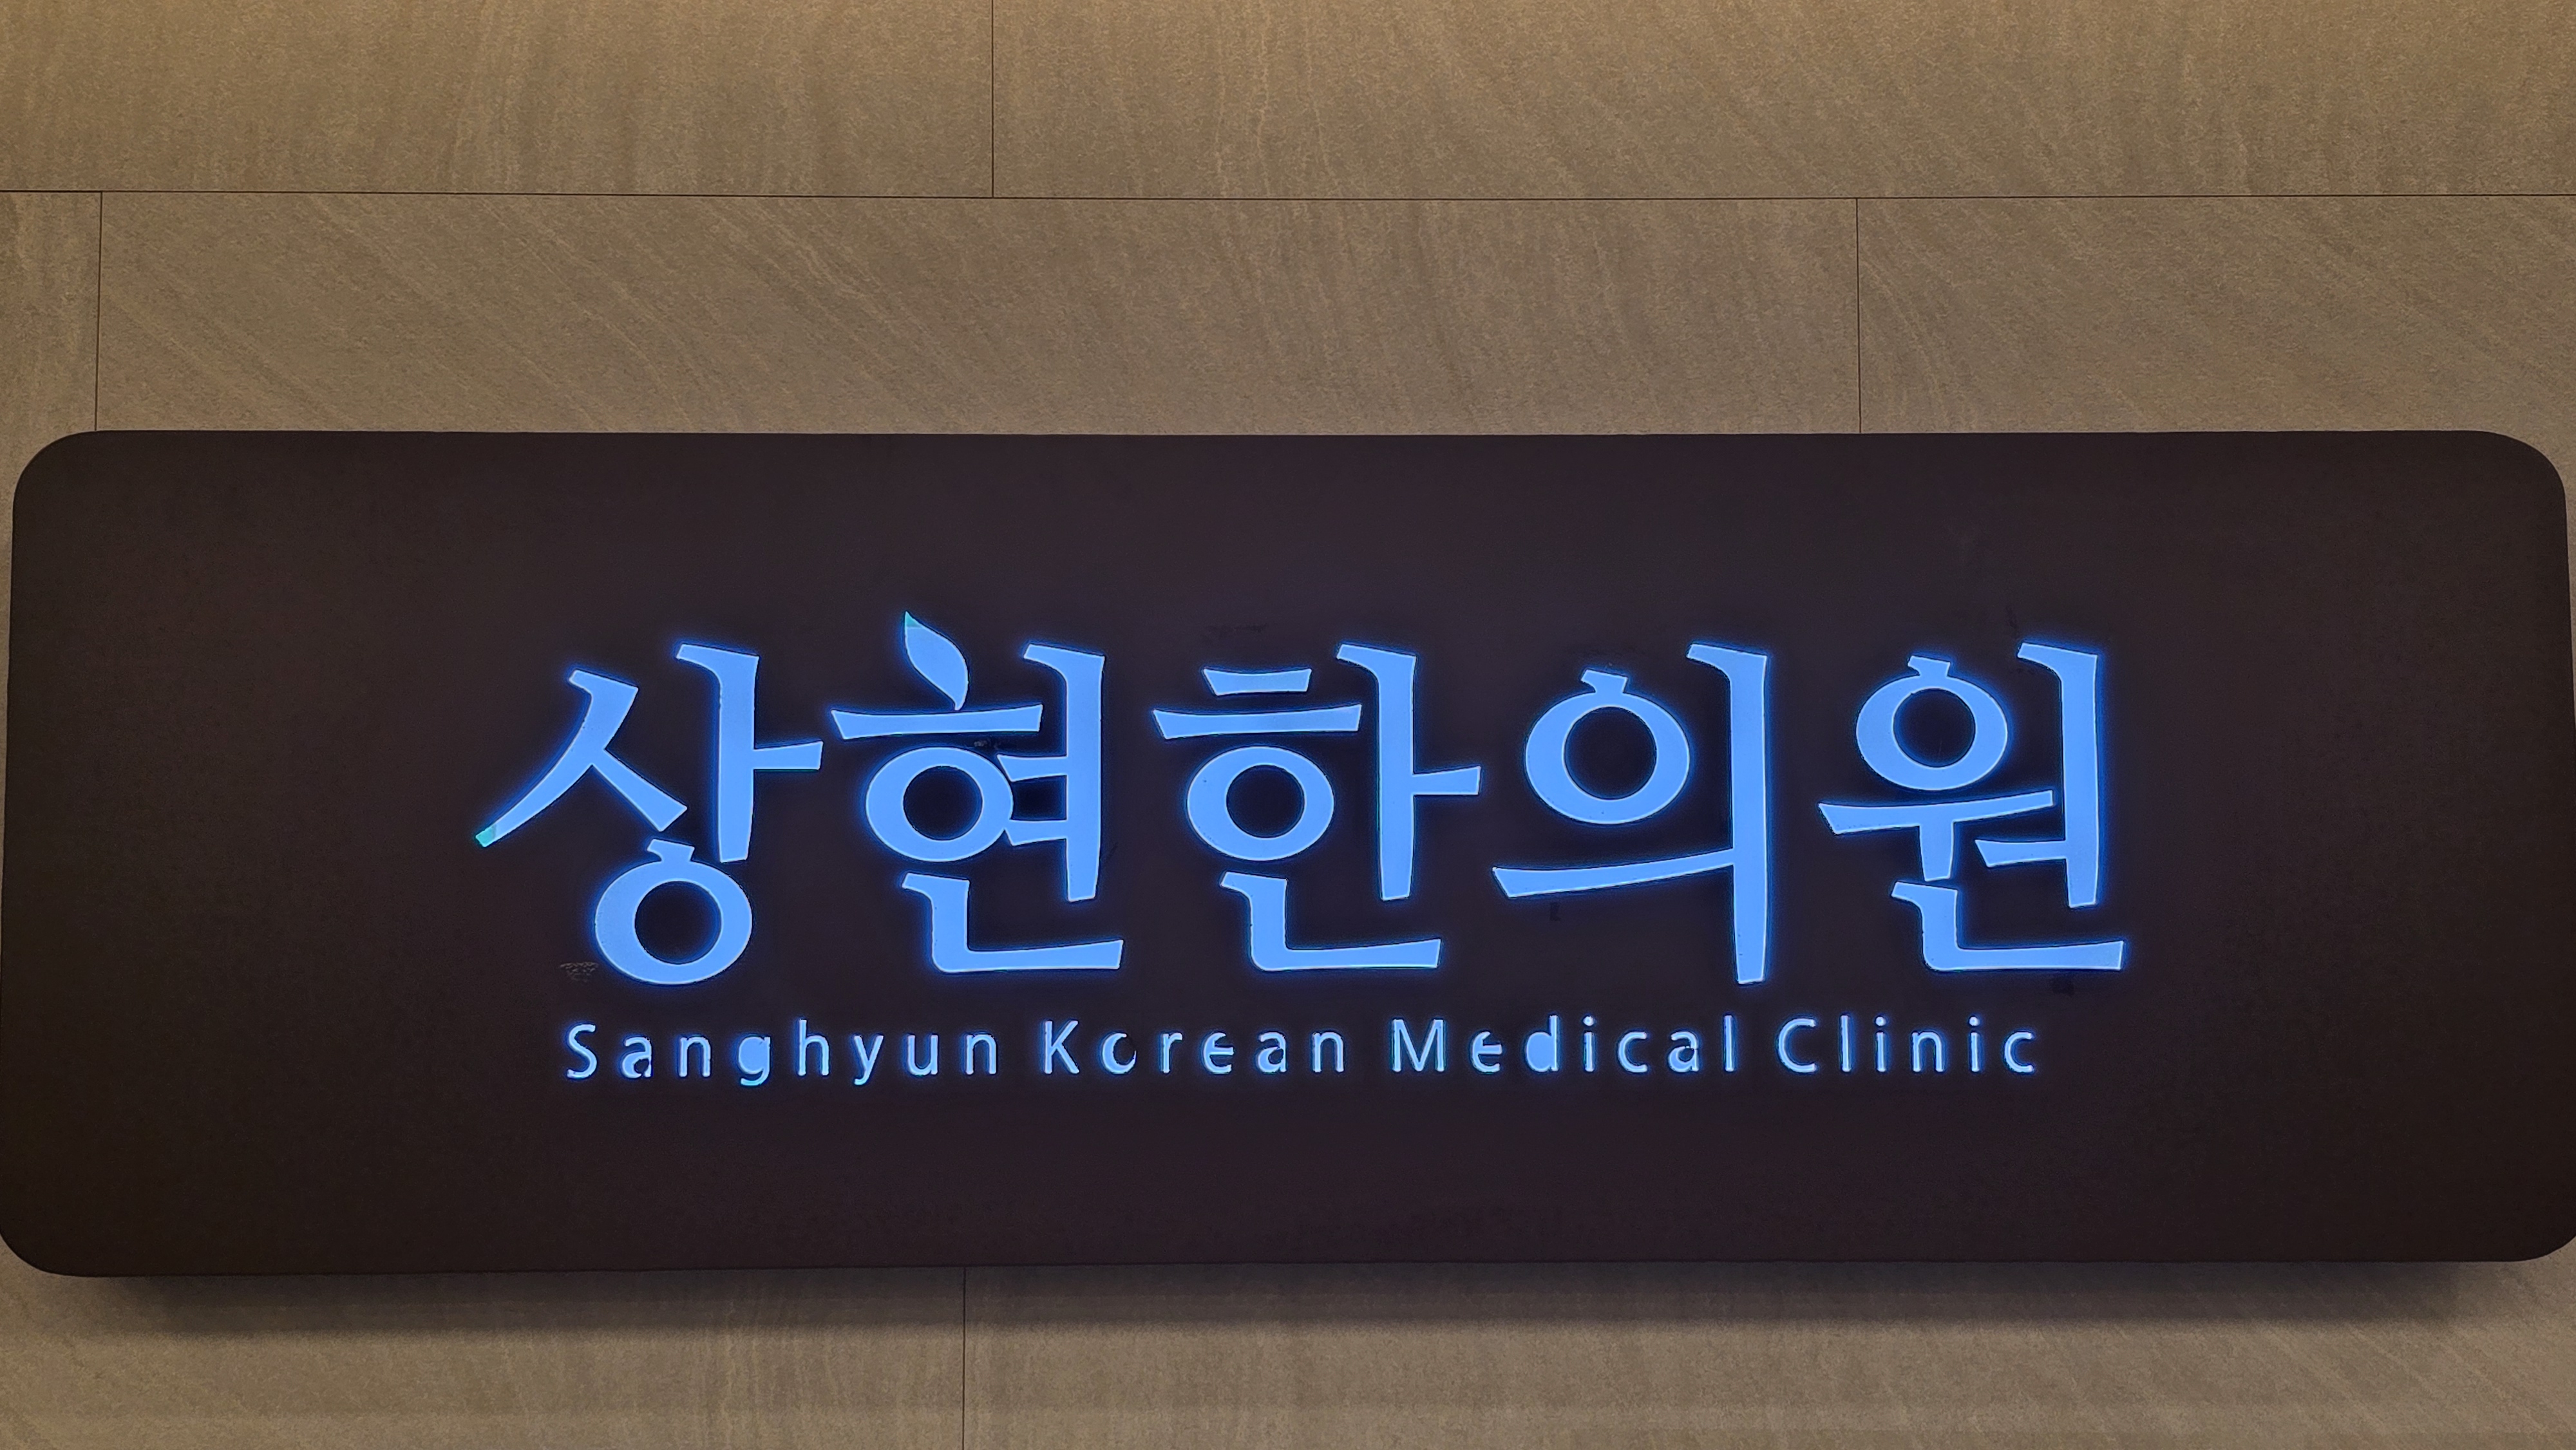 상현한의원
Sanghyun Korean Medical Clinic